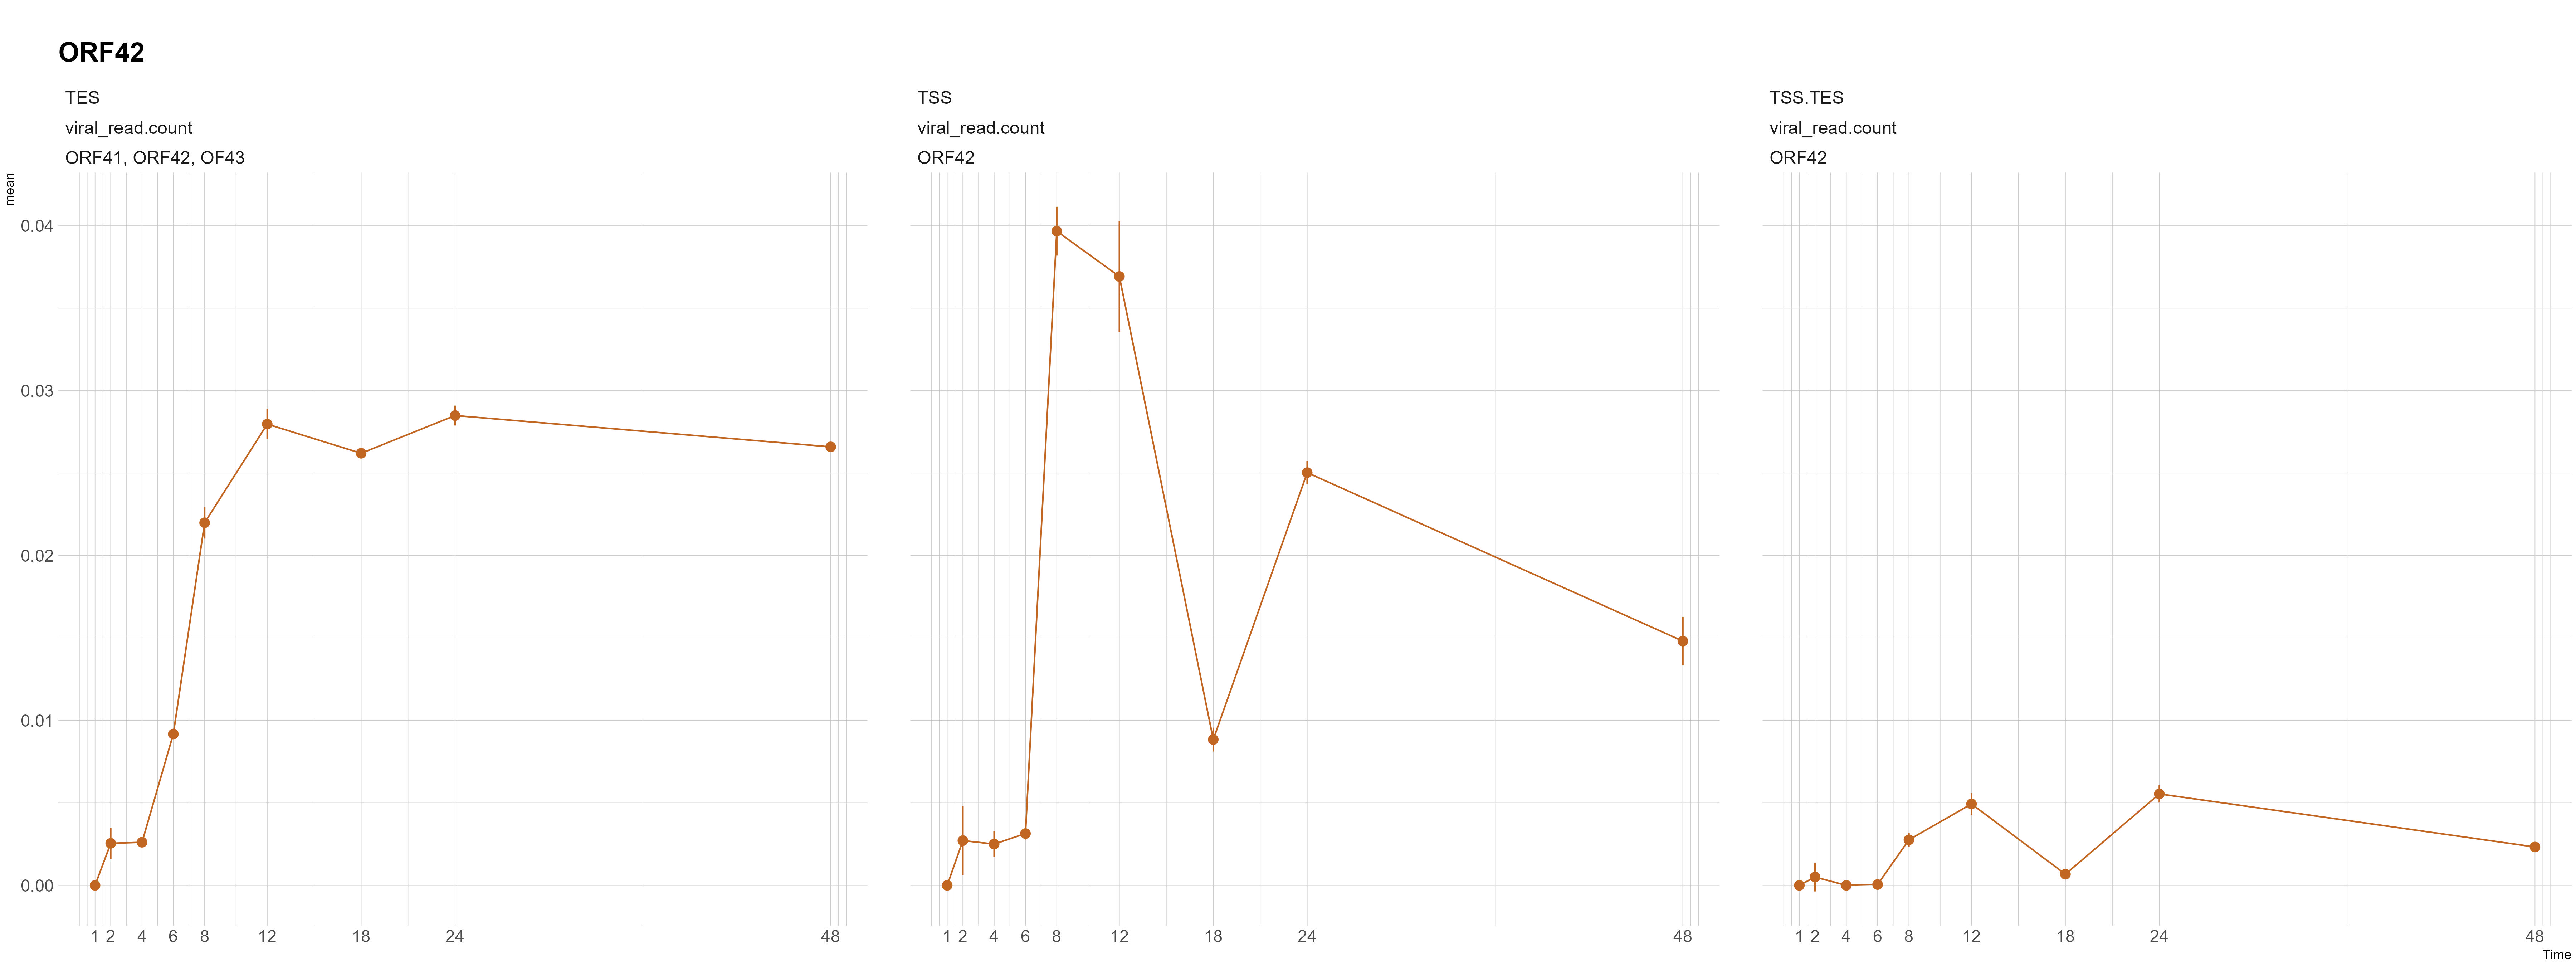 ORF42
TES
viral_read.count
ORF41, ORF42, OF43
TSS
viral_read.count
ORF42
TSS.TES
viral_read.count
ORF42
mean
0.04
0.03
0.02
0.01
0.00
1 2 4 6 8 12 18 24 48
1 2 4 6 8 12 18 24 48
1 2 4 6 8 12 18 24 48
Time